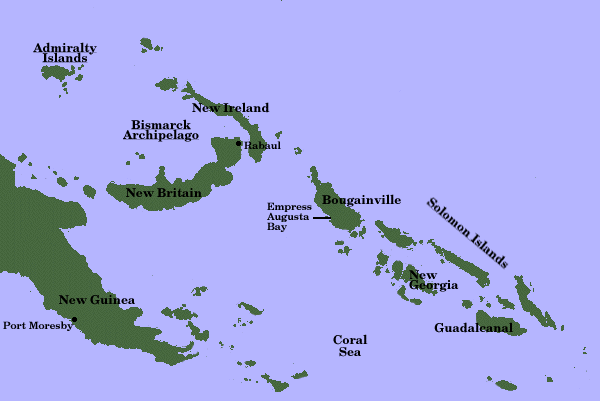 Admiralty
Islands
New Ireland
Bismarck
Archipelago
Rabaul
New Britain
Bougainville
Empress
Augusta
Bay
Solomon Islands
New
Georgia
New Guinea
Port Moresby
Guadalcanal
Coral
Sea